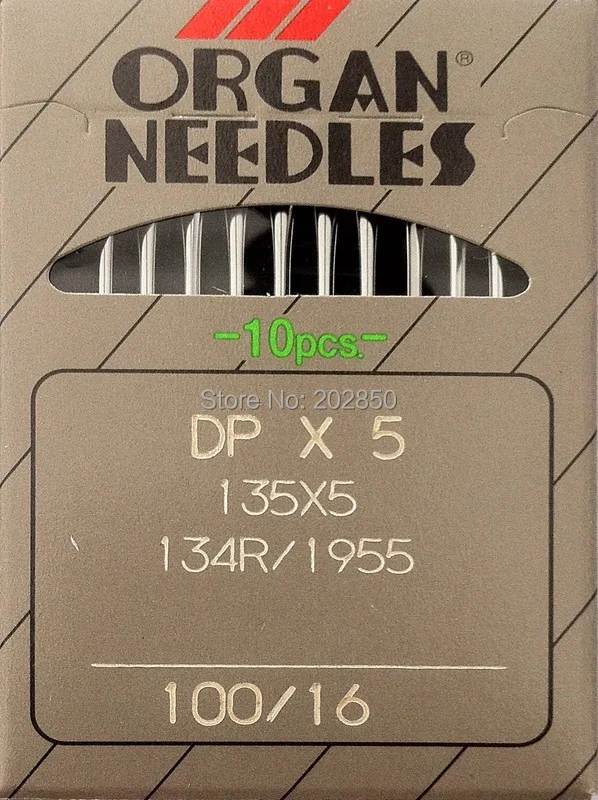 ORGAN®
NEEDLES
-10pcs.-
Store No: 202850
DP X 5
135X5
134R/1955
100/16